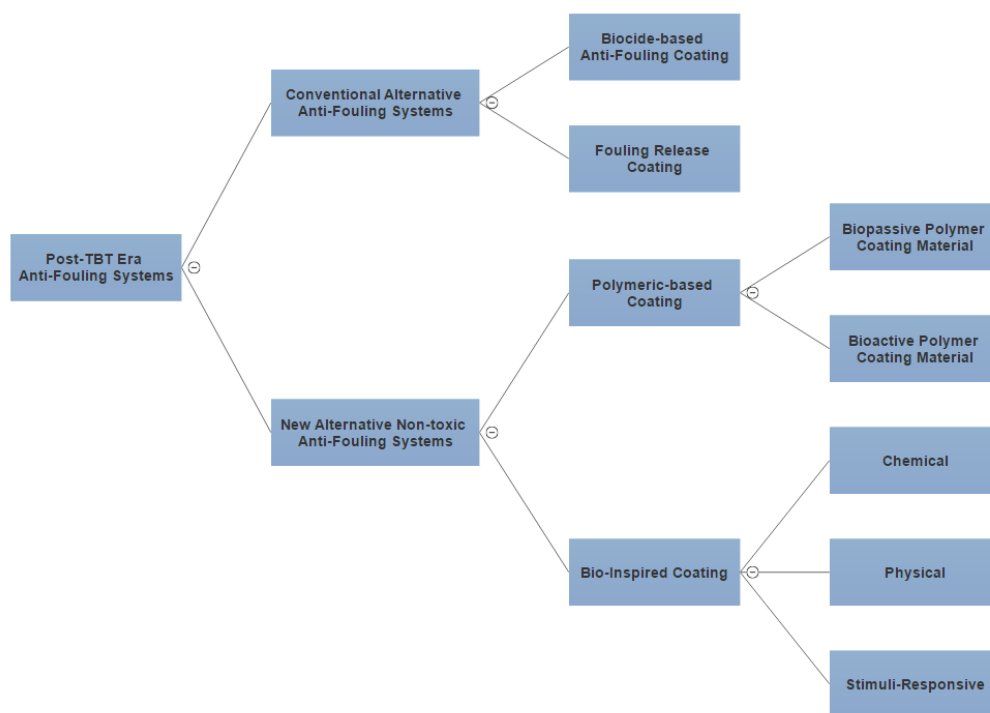 Post-TBT Era
Anti-Fouling Systems
Conventional Alternative
Anti-Fouling Systems
Biocide-based
Anti-Fouling Coating
Fouling Release
Coating
New Alternative Non-toxic
Anti-Fouling Systems
Polymeric-based
Coating
Biopassive Polymer
Coating Material
Bioactive Polymer
Coating Material
Bio-Inspired Coating
Chemical
Physical
Stimuli-Responsive